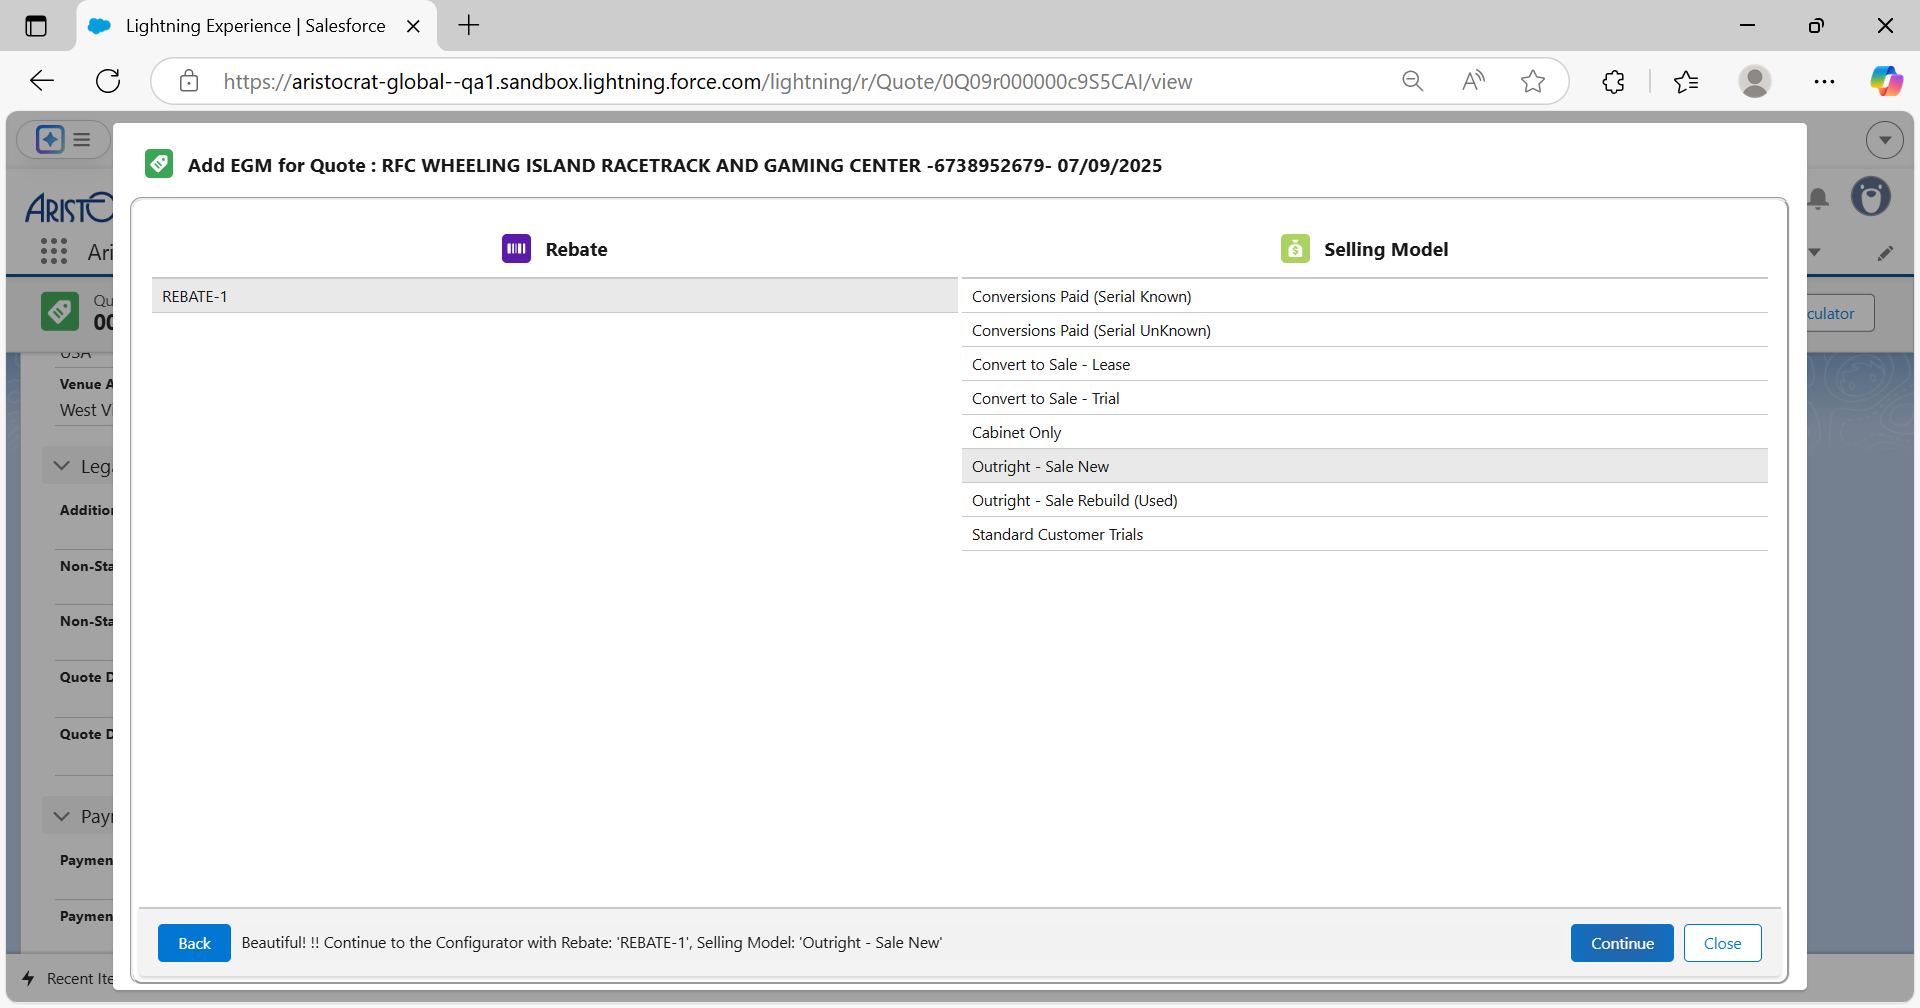 Lightning Experience | Salesforce
https://aristocrat-global--qa1.sandbox.lightning.force.com/lightning/r/Quote/0Q09r000000c9S5CAI/view
Add EGM for Quote : RFC WHEELING ISLAND RACETRACK AND GAMING CENTER -6738952679- 07/09/2025
Rebate
Selling Model
REBATE-1
Conversions Paid (Serial Known)
Conversions Paid (Serial UnKnown)
Convert to Sale - Lease
Convert to Sale - Trial
Cabinet Only
Outright - Sale New
Outright - Sale Rebuild (Used)
Standard Customer Trials
Back
Beautiful! !! Continue to the Configurator with Rebate: 'REBATE-1', Selling Model: 'Outright - Sale New'
Continue
Close
ARISTO
Ari
Qu
00
culator
USA
Venue A
West Vi
Leg
Additio
Non-Sta
Non-Sta
Quote D
Quote D
Payr
Paymen
Paymen
Recent Ite